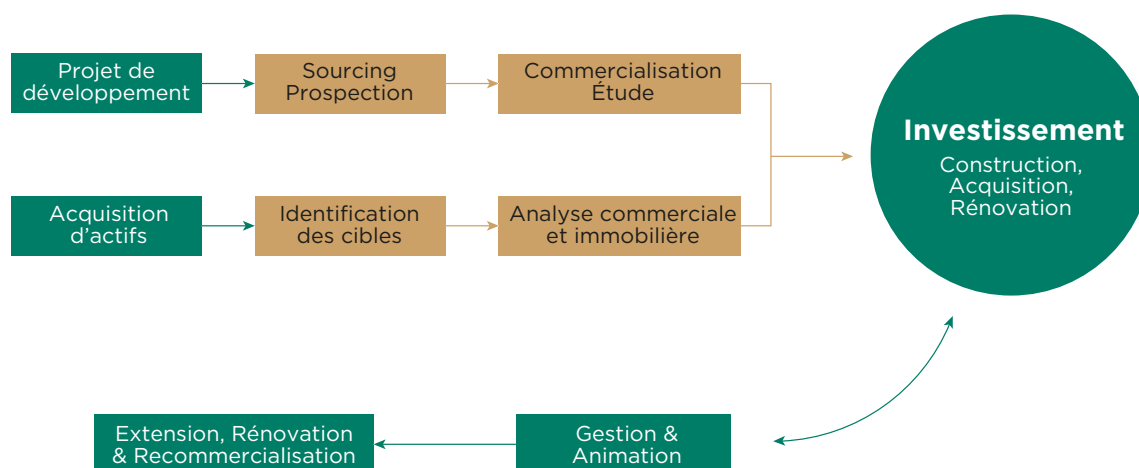 Projet de
développement
Sourcing
Prospection
Commercialisation
Étude
Investissement
Construction,
Acquisition,
Rénovation
Acquisition
d’actifs
Identification
des cibles
Analyse commerciale
et immobilière
Extension, Rénovation
& Recommercialisation
Gestion &
Animation